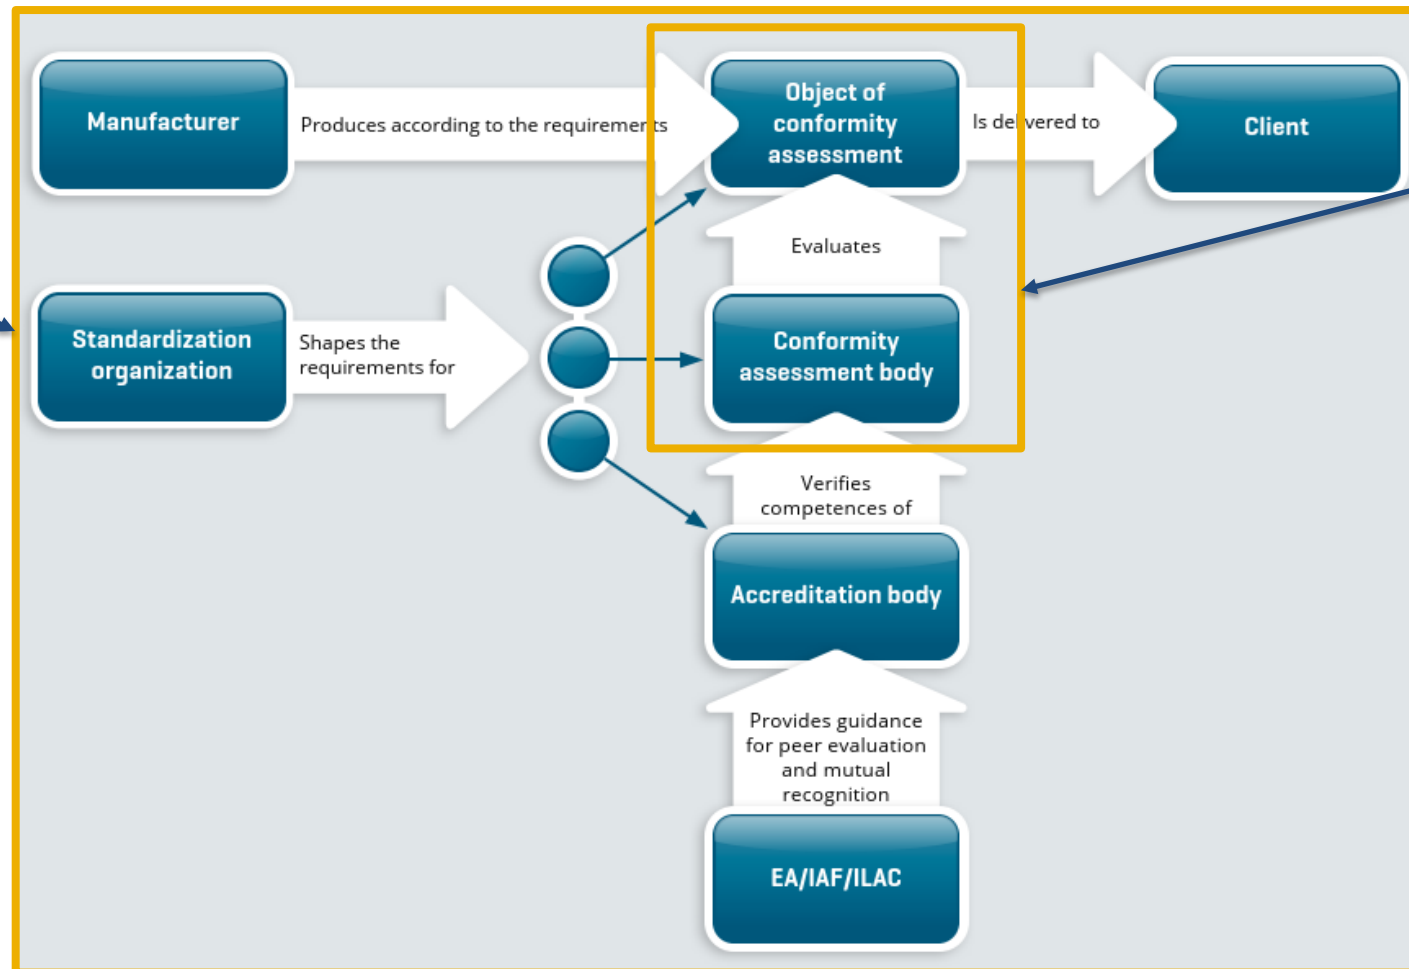 Manufacturer
Produces according to the requirements
Object of
conformity
assessment
Is delivered to
Client
Evaluates
Standardization
organization
Shapes the
requirements for
Conformity
assessment body
Verifies
competences of
Accreditation body
Provides guidance
for peer evaluation
and mutual
recognition
EA/IAF/ILAC